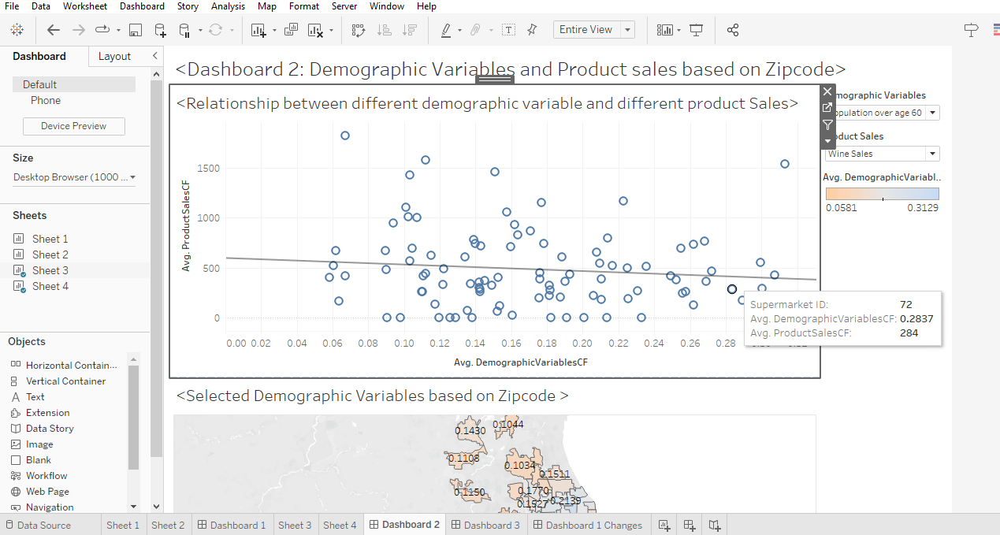 File Data Worksheet Dashboard Story Analysis Map Format Server Window Help
Entire View
Dashboard Layout
Default
Phone
Device Preview
Size
Desktop Browser (1000 ...
Sheets
Sheet 1
Sheet 2
Sheet 3
Sheet 4
Objects
Horizontal Contain...
Vertical Container
Text
Extension
Data Story
Image
Blank
Workflow
Web Page
Navigation
<Dashboard 2: Demographic Variables and Product sales based on Zipcode>
<Relationship between different demographic variable and different product Sales>
Avg. ProductSalesCF
1500
1000
500
0
0.00 0.02 0.04 0.06 0.08 0.10 0.12 0.14 0.16 0.18 0.20 0.22 0.24 0.26 0.28
Avg. DemographicVariablesCF
Supermarket ID: 72
Avg. DemographicVariablesCF: 0.2837
Avg. ProductSalesCF: 284
mographic Variables
opulation over age 60
oduct Sales
Wine Sales
Avg. DemographicVariabl..
0.0581 0.3129
<Selected Demographic Variables based on Zipcode >
0.1430
0.1044
0.1108
0.1034
0.1511
0.1150
0.1770
0.1527
0.2139
Data Source Sheet 1 Sheet 2 Dashboard 1 Sheet 3 Sheet 4 Dashboard 2 Dashboard 3 Dashboard 1 Changes